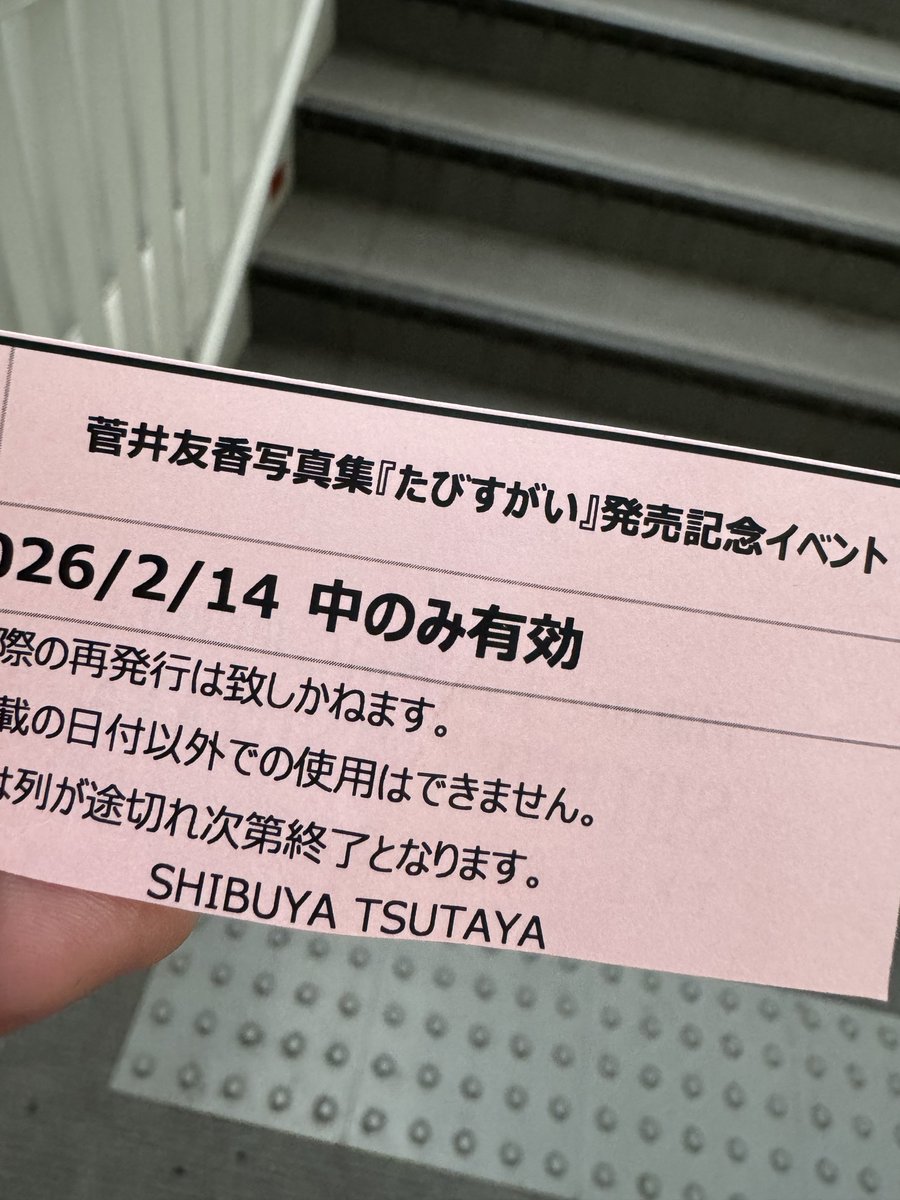 菅井友香写真集『たびすがい』発売記念イベント
026/2/14 中のみ有効
際の再発行は致しかねます。
載の日付以外での使用はできません。
は列が途切れ次第終了となります。
SHIBUYA TSUTAYA